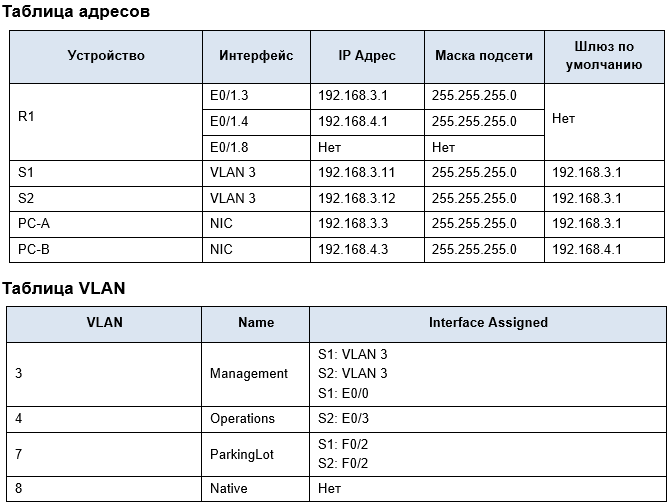 Таблица адресов
Устройство Интерфейс IP Адрес Маска подсети Шлюз по умолчанию
R1 E0/1.3 192.168.3.1 255.255.255.0 Нет
E0/1.4 192.168.4.1 255.255.255.0
E0/1.8 Нет Нет
S1 VLAN 3 192.168.3.11 255.255.255.0 192.168.3.1
S2 VLAN 3 192.168.3.12 255.255.255.0 192.168.3.1
PC-A NIC 192.168.3.3 255.255.255.0 192.168.3.1
PC-B NIC 192.168.4.3 255.255.255.0 192.168.4.1
Таблица VLAN
VLAN Name Interface Assigned
3 Management S1: VLAN 3
S2: VLAN 3
S1: E0/0
4 Operations S2: E0/3
7 ParkingLot S1: F0/2
S2: F0/2
8 Native Нет